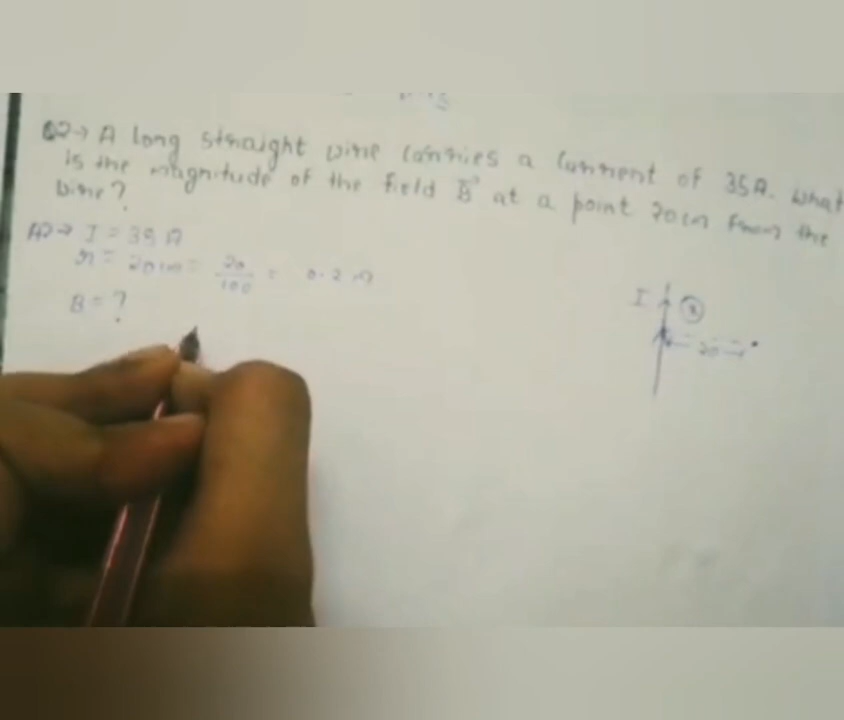 Q2→ A long straight wire carries a current of 35A. What
is the magnitude of the field B⃗ at a point 20cm from the
wire?
A2→ I = 35 A
r = 20cm = 20/100 = 0.2 m
B = ?
I
20